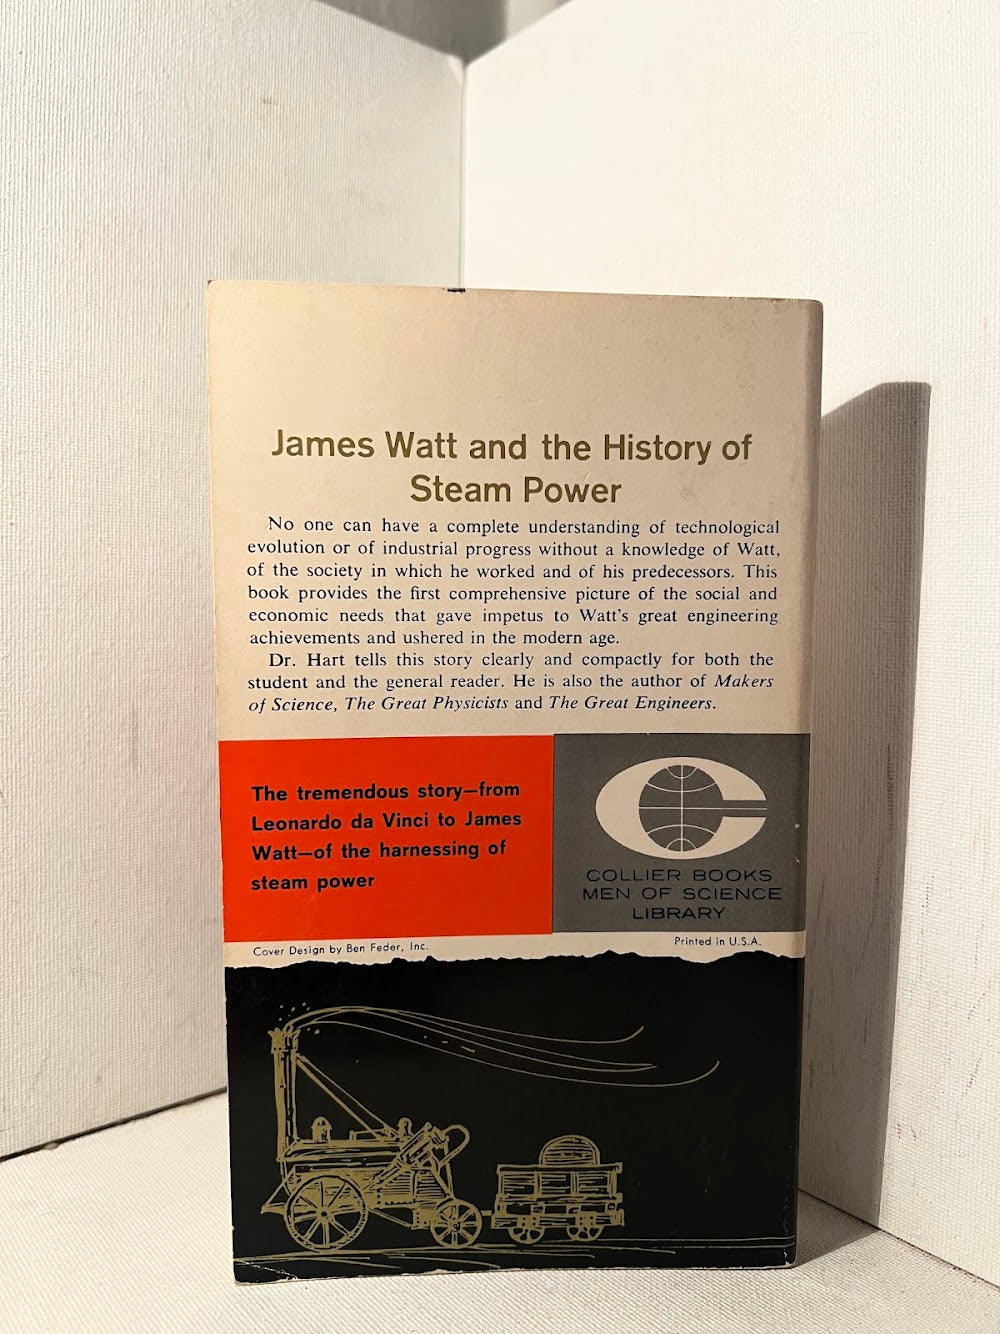 James Watt and the History of
Steam Power
No one can have a complete understanding of technological
evolution or of industrial progress without a knowledge of Watt,
of the society in which he worked and of his predecessors. This
book provides the first comprehensive picture of the social and
economic needs that gave impetus to Watt's great engineering
achievements and ushered in the modern age.
Dr. Hart tells this story clearly and compactly for both the
student and the general reader. He is also the author of Makers
of Science, The Great Physicists and The Great Engineers.
The tremendous story—from
Leonardo da Vinci to James
Watt—of the harnessing of
steam power
COLLIER BOOKS
MEN OF SCIENCE
LIBRARY
Cover Design by Ben Feder, Inc.
Printed in U.S.A.